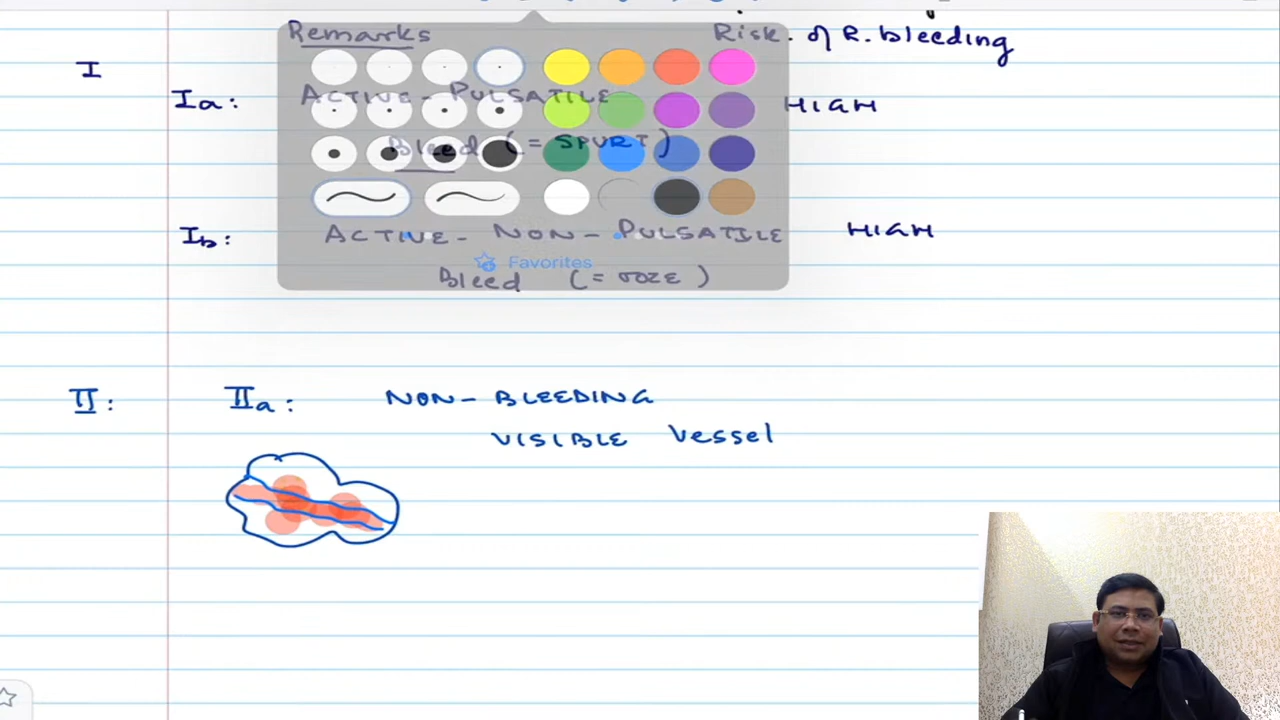 Remarks Risk. of R. bleeding
I
Ia: ACTIVE - PULSATILE HIGH
Bleed (= SPURT)
Ib: ACTIVE - NON - PULSATILE HIGH
Favorites
Bleed (= OOZE)
II: IIa: NON - BLEEDING
VISIBLE Vessel